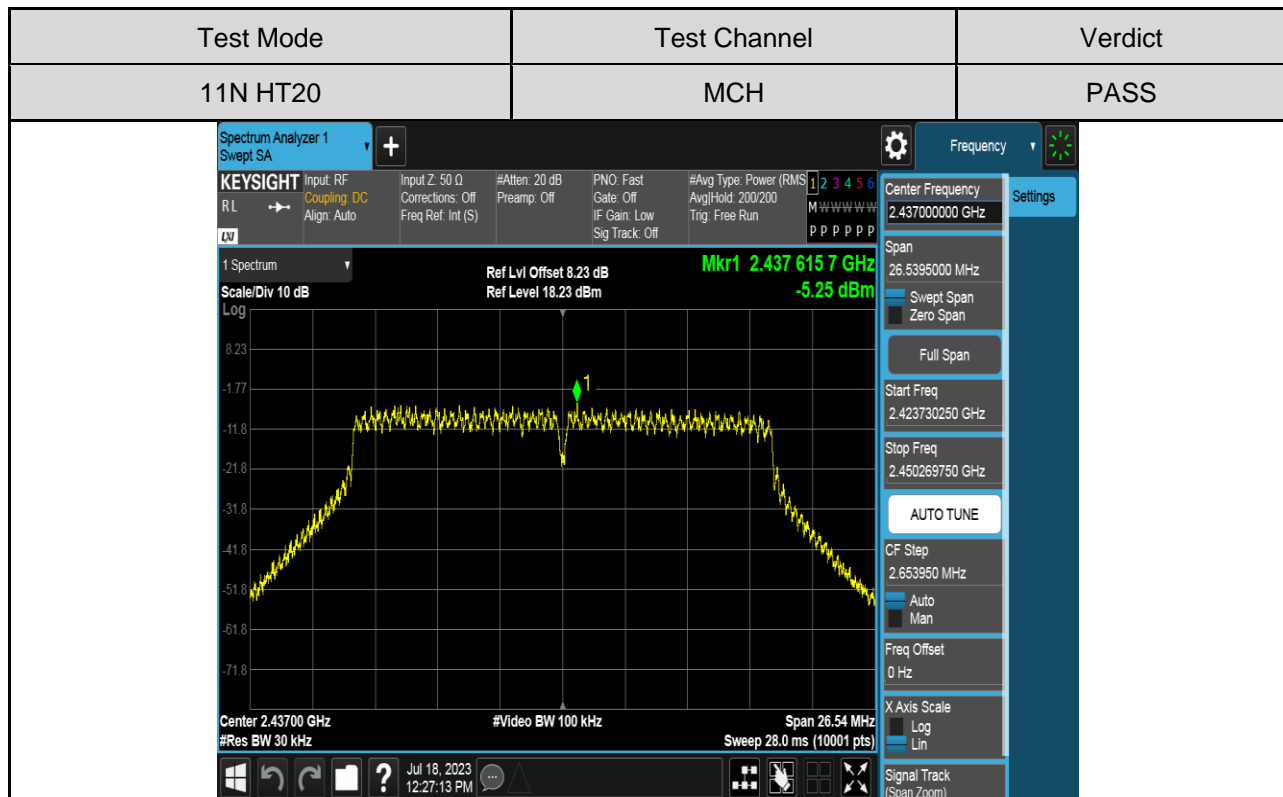 Test Mode Test Channel Verdict
11N HT20 MCH PASS
Spectrum Analyzer 1
Swept SA
+
Frequency
KEYSIGHT
RL
LXI
Input: RF
Coupling: DC
Align: Auto
Input Z: 50 Ω
Corrections: Off
Freq Ref: Int (S)
#Atten: 20 dB
Preamp: Off
PNO: Fast
Gate: Off
IF Gain: Low
Sig Track: Off
#Avg Type: Power (RMS
Avg|Hold: 200/200
Trig: Free Run
1 2 3 4 5 6
M W W W W W
P P P P P P
1 Spectrum
Scale/Div 10 dB
Ref Lvl Offset 8.23 dB
Ref Level 18.23 dBm
Mkr1 2.437 615 7 GHz
-5.25 dBm
Log
8.23
-1.77
-11.8
-21.8
-31.8
-41.8
-51.8
-61.8
-71.8
1
Center 2.43700 GHz
#Res BW 30 kHz
#Video BW 100 kHz
Span 26.54 MHz
Sweep 28.0 ms (10001 pts)
Center Frequency
2.437000000 GHz
Settings
Span
26.5395000 MHz
Swept Span
Zero Span
Full Span
Start Freq
2.423730250 GHz
Stop Freq
2.450269750 GHz
AUTO TUNE
CF Step
2.653950 MHz
Auto
Man
Freq Offset
0 Hz
X Axis Scale
Log
Lin
Signal Track
(Span Zoom)
?
Jul 18, 2023
12:27:13 PM